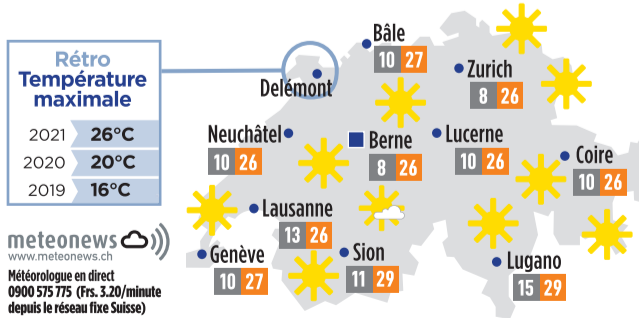 Rétro
Température
maximale
2021 26°C
2020 20°C
2019 16°C
meteonews
www.meteonews.ch
Météorologue en direct
0900 575 775 (Frs. 3.20/minute
depuis le réseau fixe Suisse)
Bâle
10 27
Delémont
Zurich
8 26
Neuchâtel
10 26
Berne
8 26
Lucerne
10 26
Coire
10 26
Lausanne
13 26
Genève
10 27
Sion
11 29
Lugano
15 29